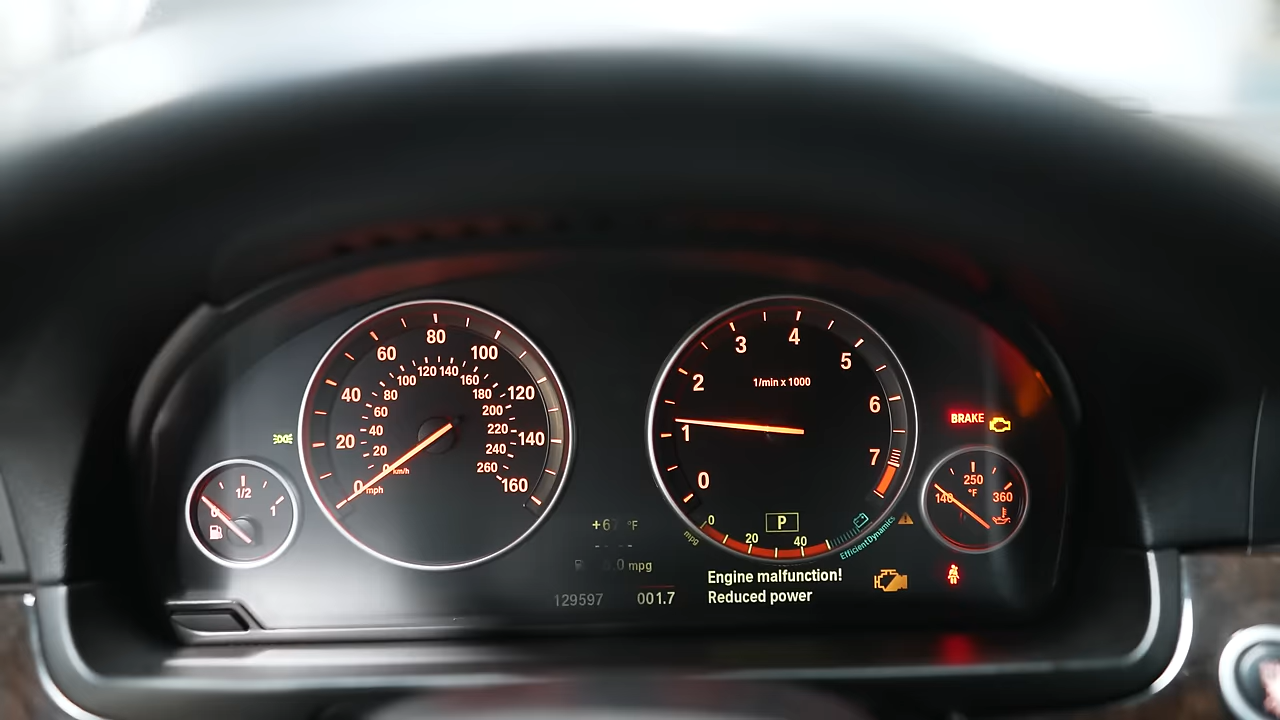 80
60 100
40 120
20 140
0 mph 160
120 140
100 160
80 180
60 200
40 220
20 240
0 km/h 260
1/2
1
3 4
2 5
1/min x 1000
6
1
7
0
BRAKE
250
°F
140 360
P
0
mpg 20 40
EfficientDynamics
°F
mpg
Engine malfunction!
129597 001.7 Reduced power